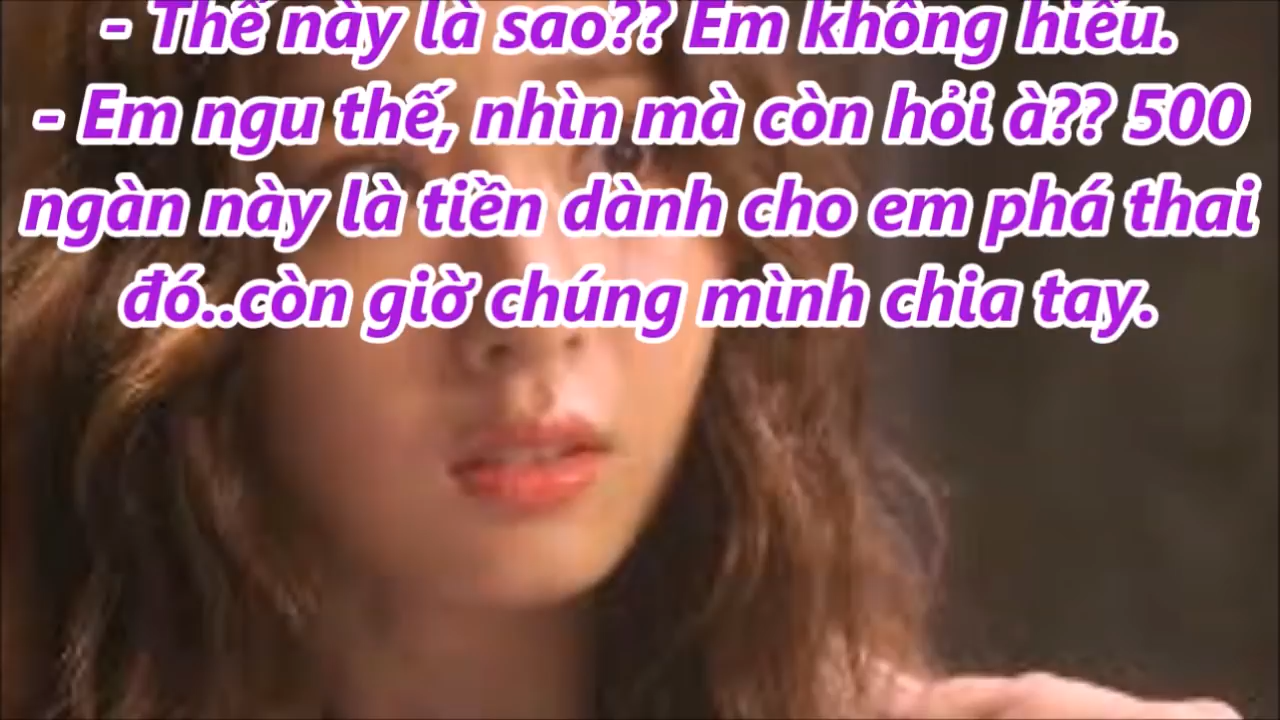 - Thế này là sao?? Em không hiểu.
- Em ngu thế, nhìn mà còn hỏi à?? 500
ngàn này là tiền dành cho em phá thai
đó..còn giờ chúng mình chia tay.